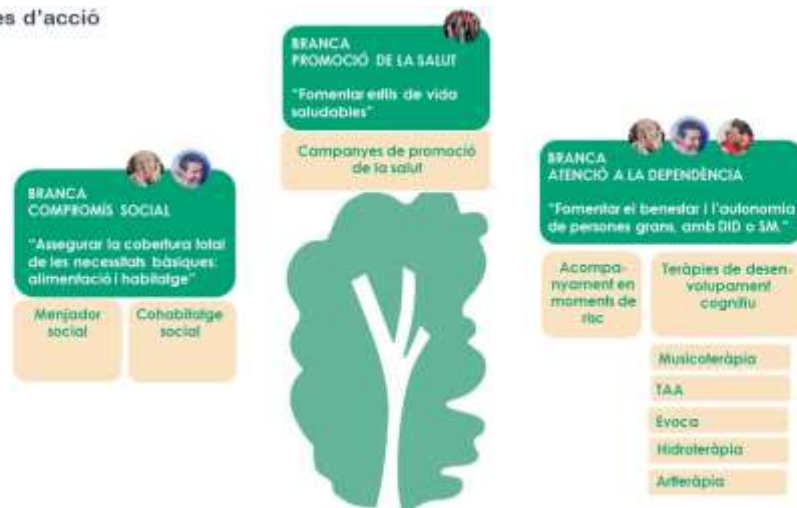 es d'acció
BRANCA
PROMOCIÓ DE LA SALUT
"Fomentar estils de vida
saludables"
Campanyes de promoció
de la salut
BRANCA
COMPROMÍS SOCIAL
"Assegurar la cobertura total
de les necessitats bàsiques:
alimentació i habitatge"
Menjador
social
Cohabitatge
social
BRANCA
ATENCIÓ A LA DEPENDÈNCIA
"Fomentar el benestar i l'autonomia
de persones grans, amb DID o SM."
Acompa-
nyament en
moments de
risc
Teràpies de desen-
volupament
cognitiu
Musicoteràpia
TAA
Evoca
Hidroteràpia
Artteràpia